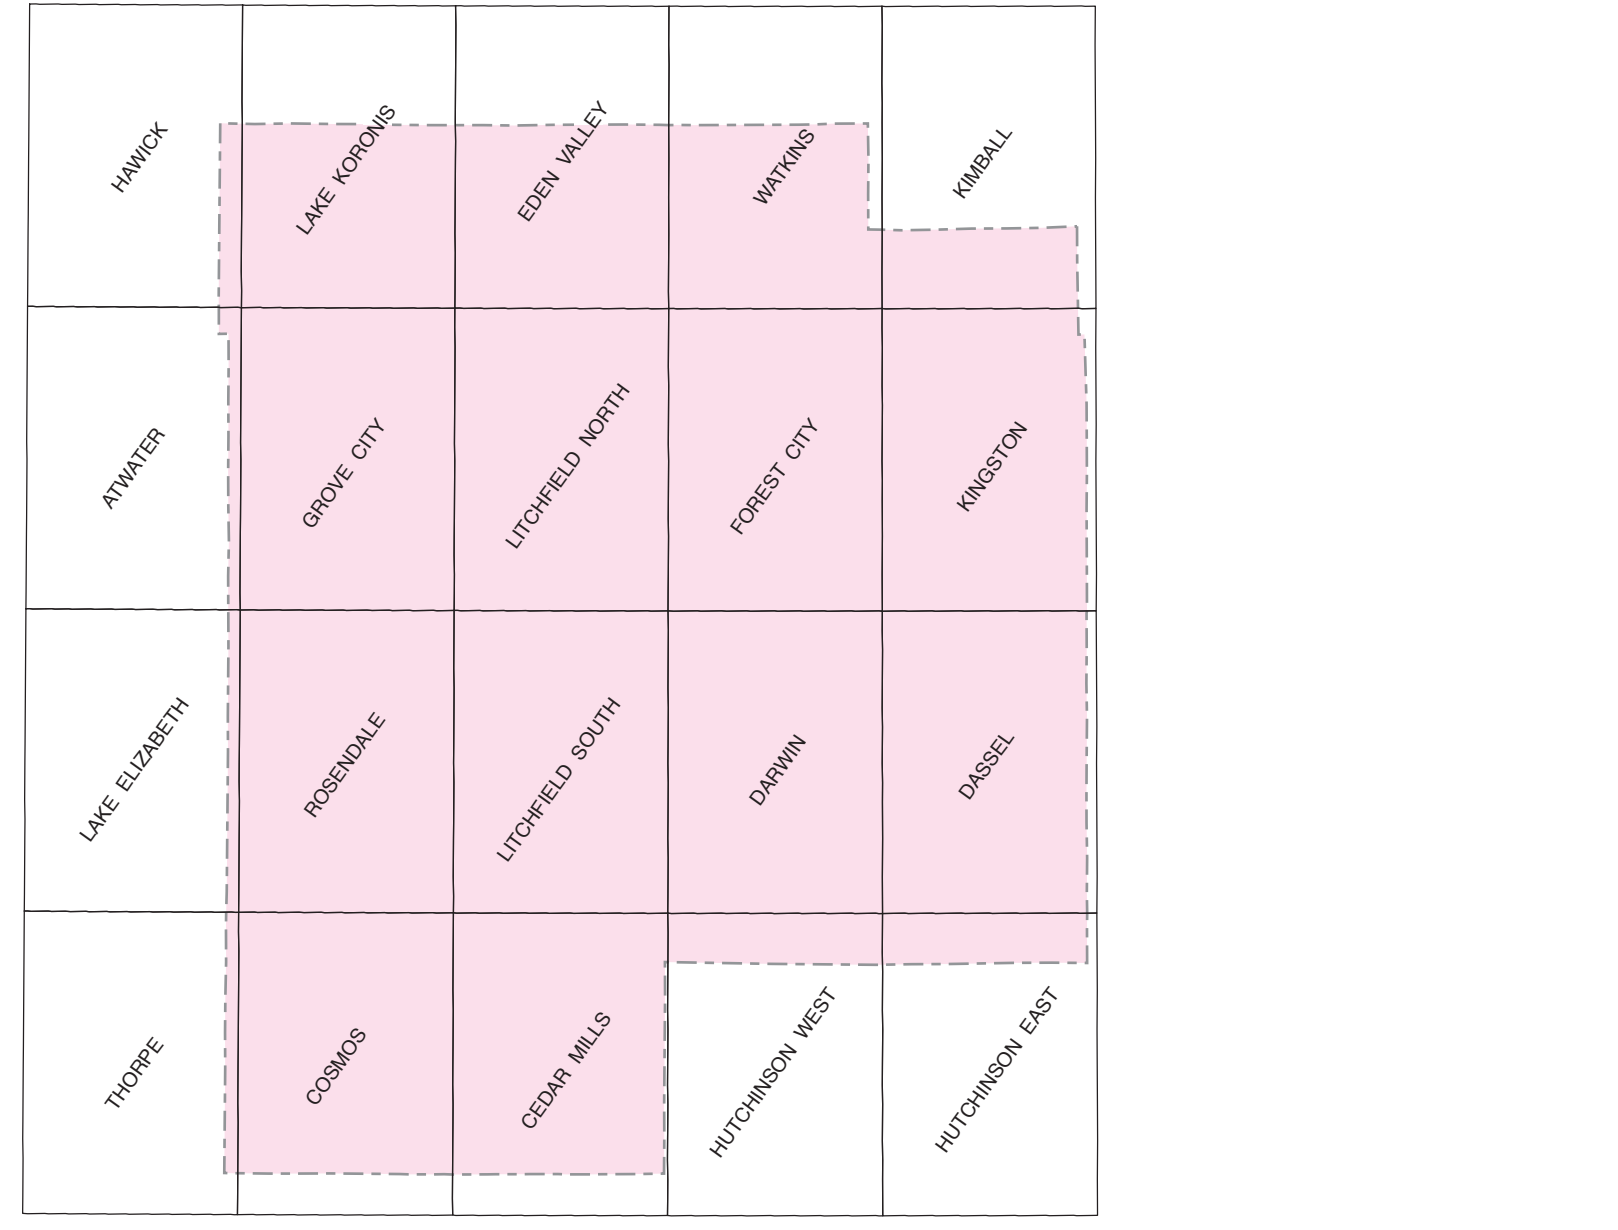 HAWICK
LAKE KORONIS
EDEN VALLEY
WATKINS
KIMBALL
ATWATER
GROVE CITY
LITCHFIELD NORTH
FOREST CITY
KINGSTON
LAKE ELIZABETH
ROSENDALE
LITCHFIELD SOUTH
DARWIN
DASSEL
THORPE
COSMOS
CEDAR MILLS
HUTCHINSON WEST
HUTCHINSON EAST